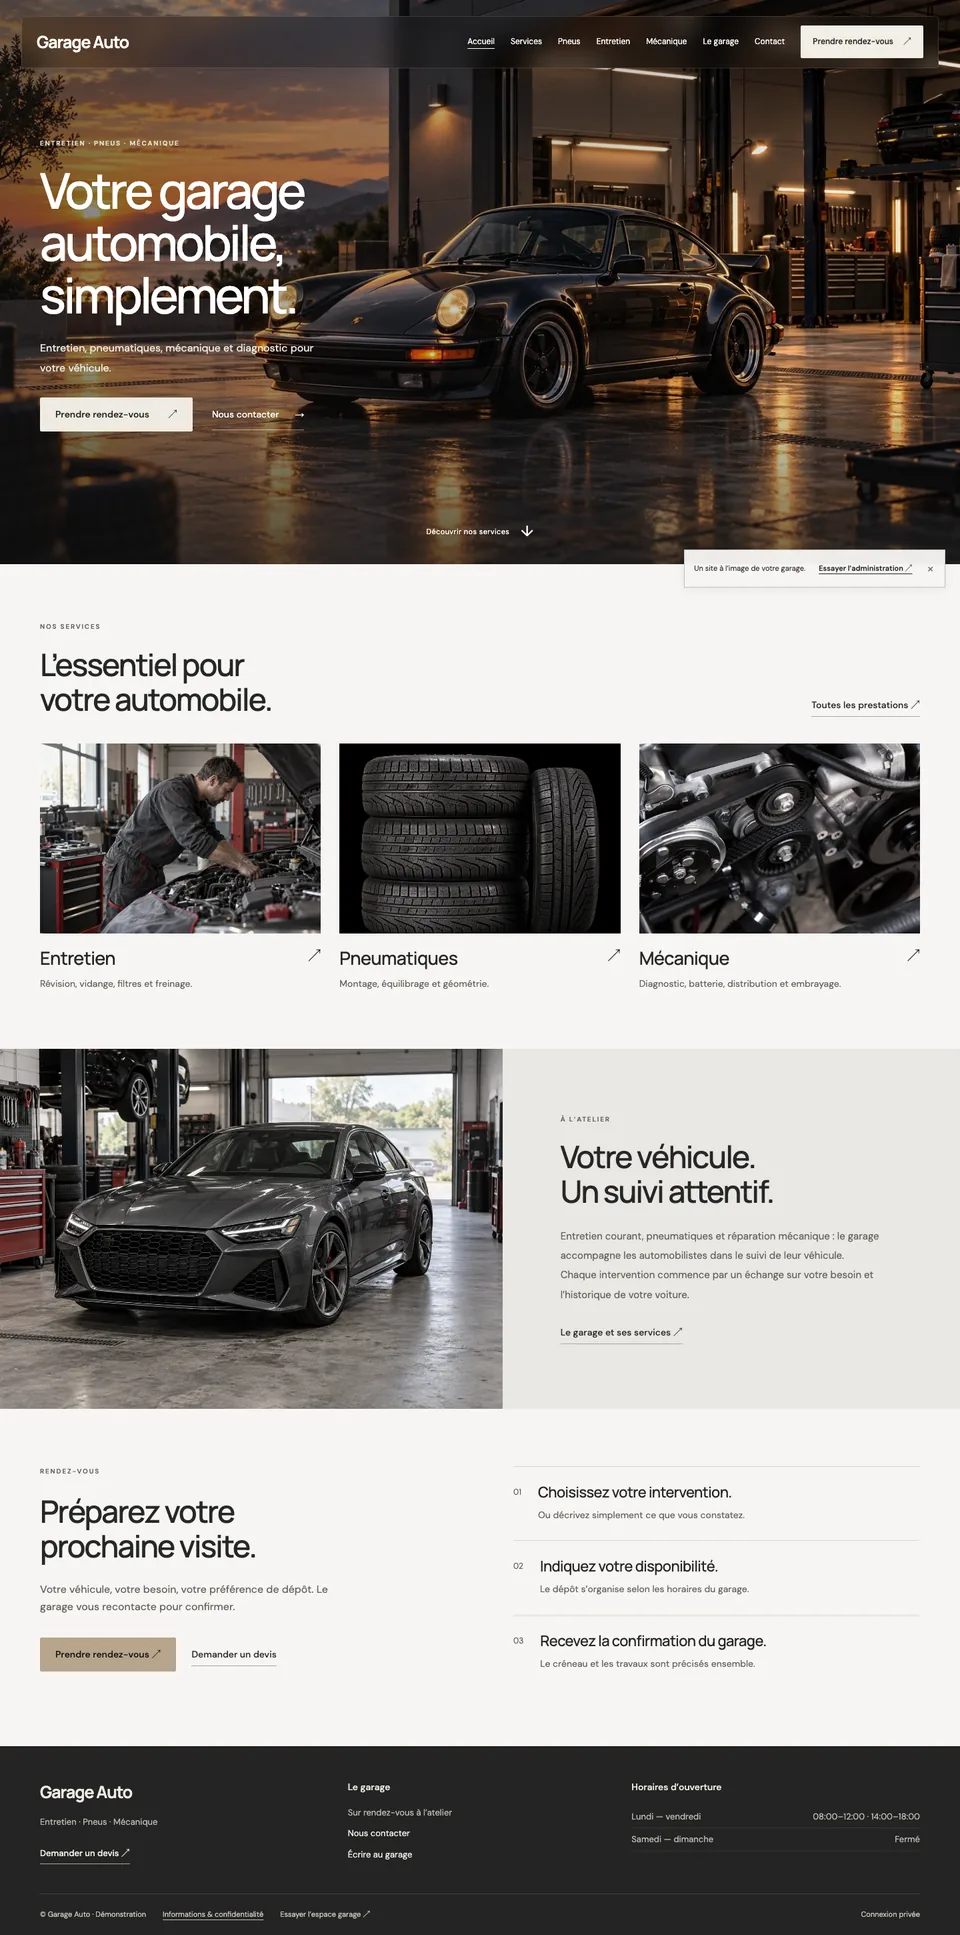 Garage Auto
Accueil Services Pneus Entretien Mécanique Le garage Contact Prendre rendez-vous ↗
ENTRETIEN · PNEUS · MÉCANIQUE
Votre garage
automobile,
simplement.
Entretien, pneumatiques, mécanique et diagnostic pour
votre véhicule.
Prendre rendez-vous ↗ Nous contacter →
Découvrir nos services ↓
Un site à l'image de votre garage. Essayer l'administration ↗ ×
NOS SERVICES
L'essentiel pour
votre automobile.
Toutes les prestations ↗
Entretien ↗
Révision, vidange, filtres et freinage.
Pneumatiques ↗
Montage, équilibrage et géométrie.
Mécanique ↗
Diagnostic, batterie, distribution et embrayage.
À L'ATELIER
Votre véhicule.
Un suivi attentif.
Entretien courant, pneumatiques et réparation mécanique : le garage
accompagne les automobilistes dans le suivi de leur véhicule.
Chaque intervention commence par un échange sur votre besoin et
l'historique de votre voiture.
Le garage et ses services ↗
RENDEZ-VOUS
Préparez votre
prochaine visite.
Votre véhicule, votre besoin, votre préférence de dépôt. Le
garage vous recontacte pour confirmer.
Prendre rendez-vous ↗ Demander un devis
01 Choisissez votre intervention.
Ou décrivez simplement ce que vous constatez.
02 Indiquez votre disponibilité.
Le dépôt s'organise selon les horaires du garage.
03 Recevez la confirmation du garage.
Le créneau et les travaux sont précisés ensemble.
Garage Auto
Entretien · Pneus · Mécanique
Demander un devis ↗
Le garage
Sur rendez-vous à l'atelier
Nous contacter
Écrire au garage
Horaires d'ouverture
Lundi — vendredi 08:00–12:00 · 14:00–18:00
Samedi — dimanche Fermé
© Garage Auto · Démonstration Informations & confidentialité Essayer l'espace garage ↗ Connexion privée